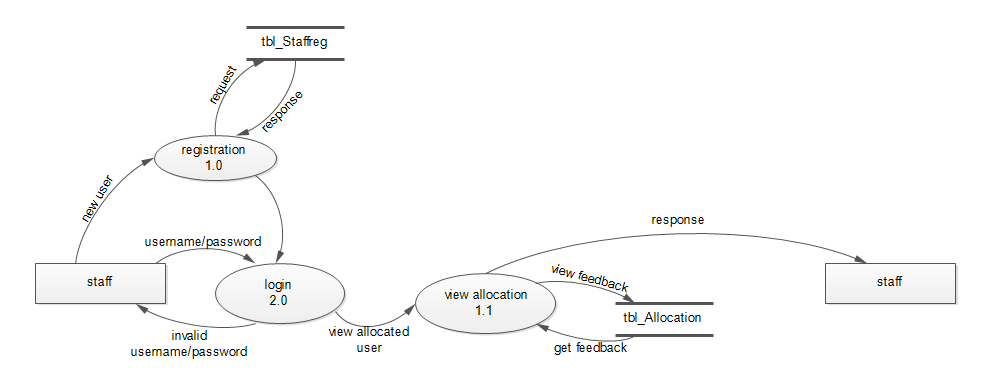 tbl_Staffreg
request
response
registration
1.0
new user
username/password
staff
login
2.0
invalid
username/password
view allocated
user
response
view feedback
view allocation
1.1
tbl_Allocation
get feedback
staff